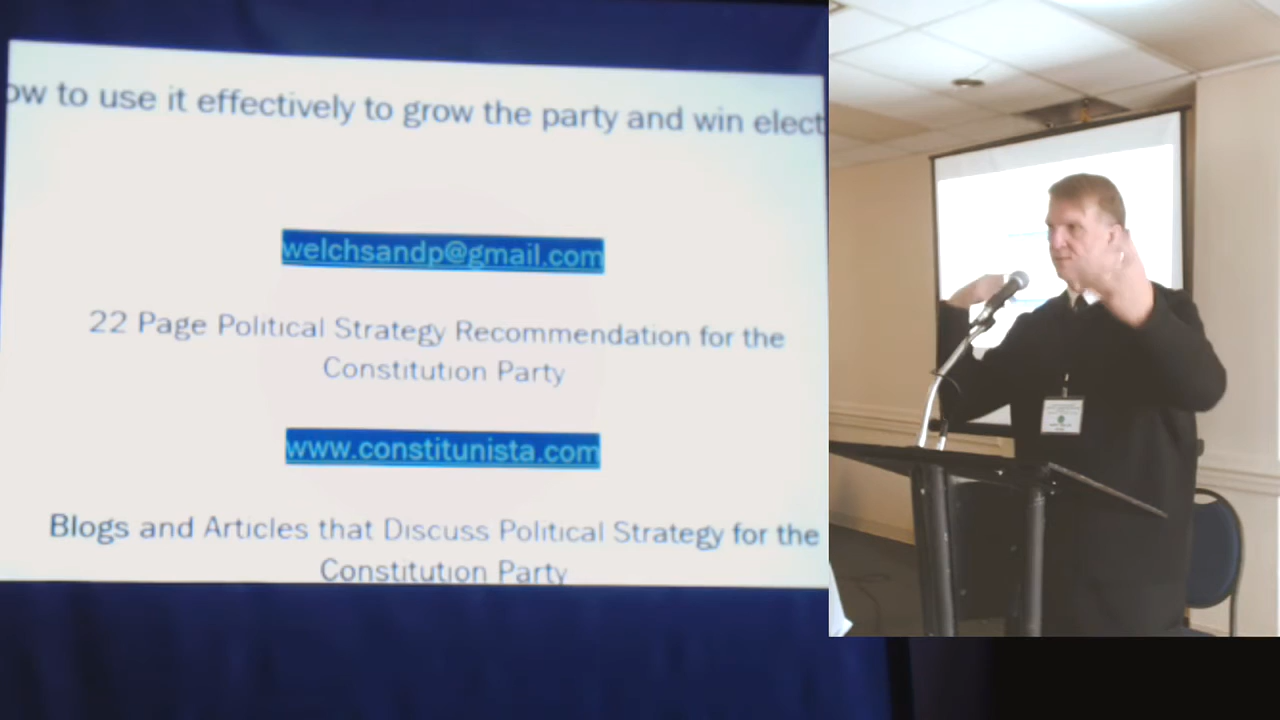 ow to use it effectively to grow the party and win elect
welchsandp@gmail.com
22 Page Political Strategy Recommendation for the
Constitution Party
www.constitunista.com
Blogs and Articles that Discuss Political Strategy for the
Constitution Party